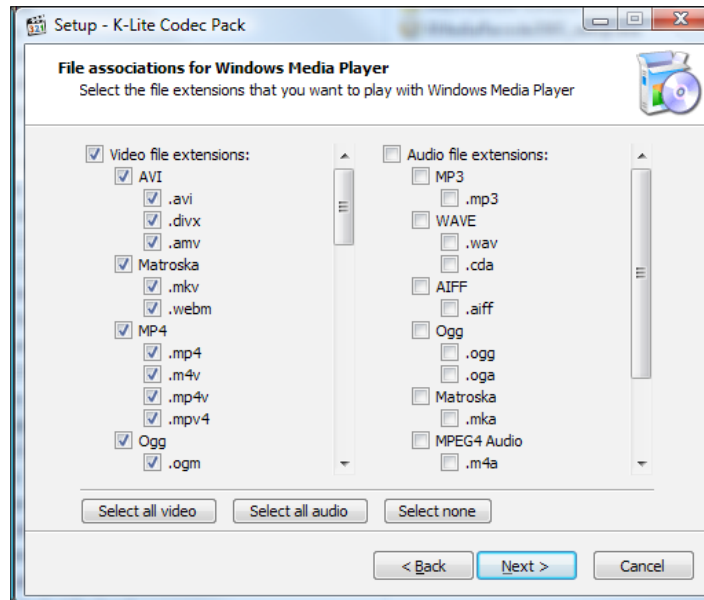 Setup - K-Lite Codec Pack
File associations for Windows Media Player
Select the file extensions that you want to play with Windows Media Player
Video file extensions:
AVI
.avi
.divx
.amv
Matroska
.mkv
.webm
MP4
.mp4
.m4v
.mp4v
.mpv4
Ogg
.ogm
Audio file extensions:
MP3
.mp3
WAVE
.wav
.cda
AIFF
.aiff
Ogg
.ogg
.oga
Matroska
.mka
MPEG4 Audio
.m4a
Select all video
Select all audio
Select none
< Back
Next >
Cancel